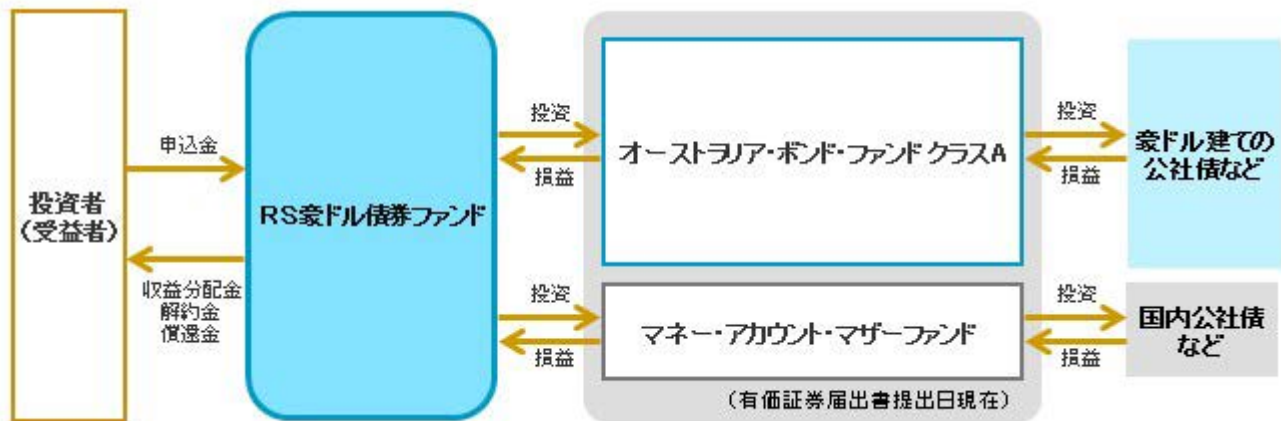 投資者
(受益者)
申込金
収益分配金
解約金
償還金
RS豪ドル債券ファンド
投資
損益
オーストラリア・ボンド・ファンド クラスA
投資
損益
豪ドル建ての
公社債など
投資
損益
マネー・アカウント・マザーファンド
投資
損益
国内公社債
など
(有価証券届出書提出日現在)